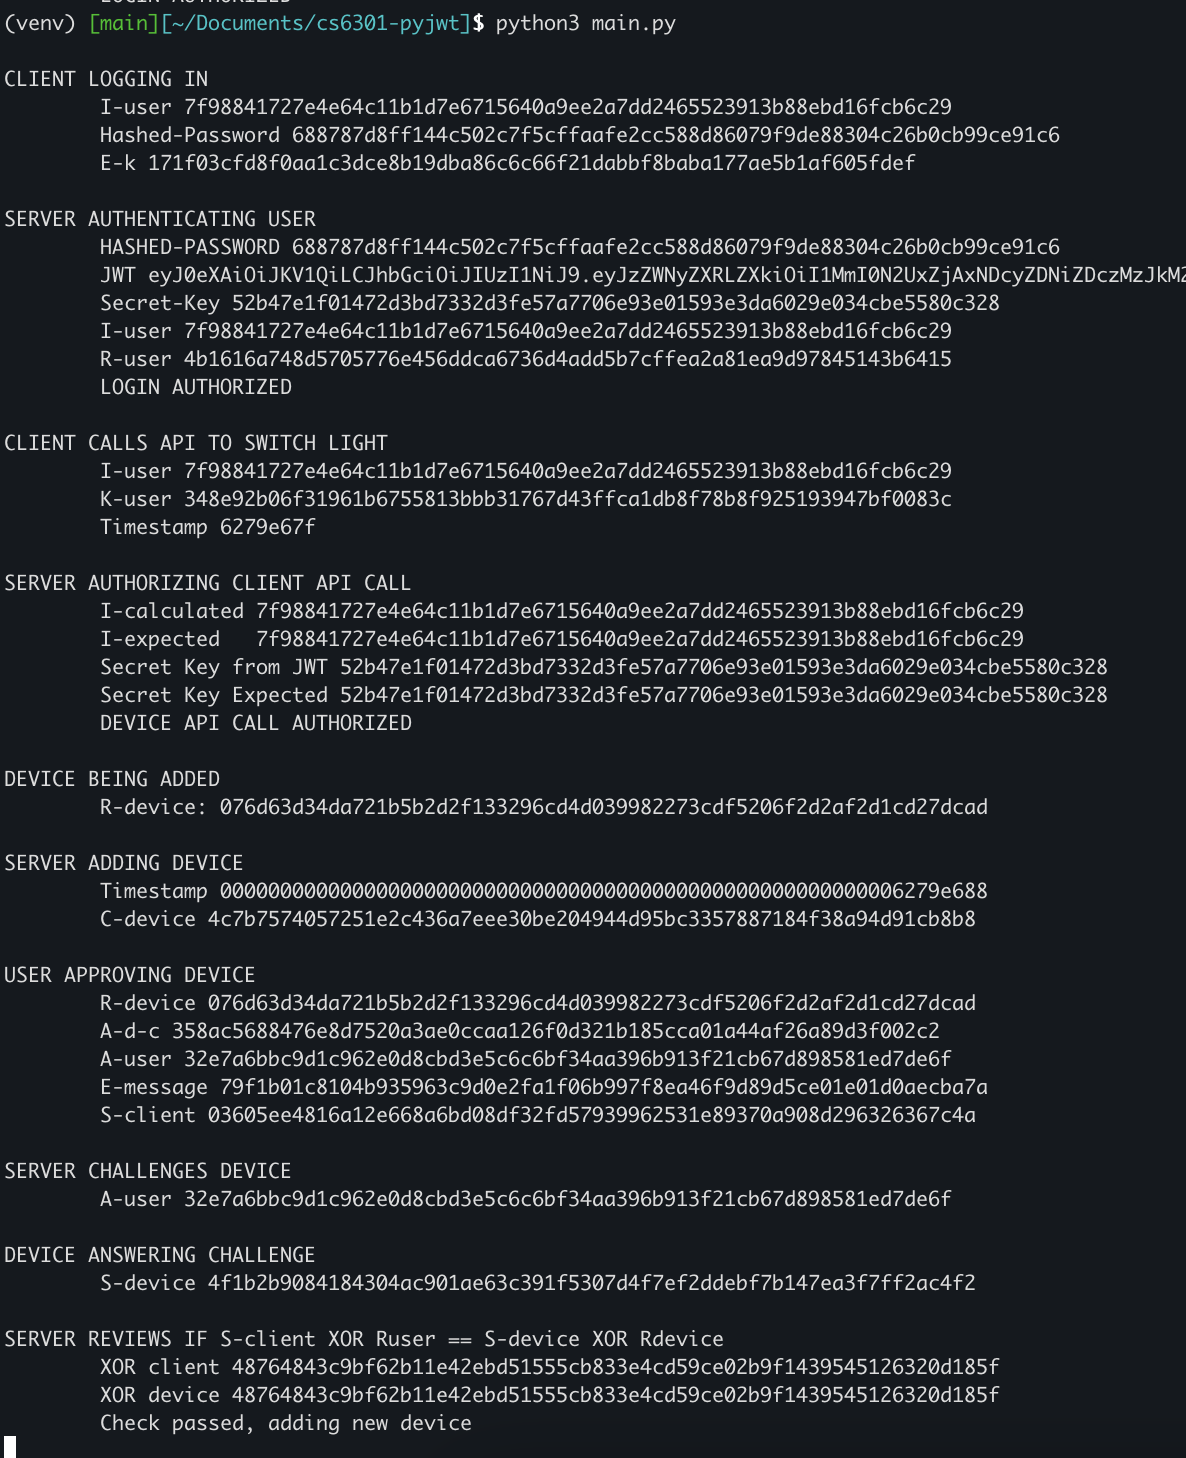 (venv) [main][~/Documents/cs6301-pyjwt]$ python3 main.py
CLIENT LOGGING IN
I-user 7f98841727e4e64c11b1d7e6715640a9ee2a7dd2465523913b88ebd16fcb6c29
Hashed-Password 688787d8ff144c502c7f5cffaafe2cc588d86079f9de88304c26b0cb99ce91c6
E-k 171f03cfd8f0aa1c3dce8b19dba86c6c66f21dabbf8baba177ae5b1af605fdef
SERVER AUTHENTICATING USER
HASHED-PASSWORD 688787d8ff144c502c7f5cffaafe2cc588d86079f9de88304c26b0cb99ce91c6
JWT eyJ0eXAiOiJKV1QiLCJhbGciOiJIUzI1NiJ9.eyJzZWNyZXRLZXkiOiI1MmI0N2UxZjAxNDcyZDNiZDczMzJkM2
Secret-Key 52b47e1f01472d3bd7332d3fe57a7706e93e01593e3da6029e034cbe5580c328
I-user 7f98841727e4e64c11b1d7e6715640a9ee2a7dd2465523913b88ebd16fcb6c29
R-user 4b1616a748d5705776e456ddca6736d4add5b7cffea2a81ea9d97845143b6415
LOGIN AUTHORIZED
CLIENT CALLS API TO SWITCH LIGHT
I-user 7f98841727e4e64c11b1d7e6715640a9ee2a7dd2465523913b88ebd16fcb6c29
K-user 348e92b06f31961b6755813bbb31767d43ffca1db8f78b8f925193947bf0083c
Timestamp 6279e67f
SERVER AUTHORIZING CLIENT API CALL
I-calculated 7f98841727e4e64c11b1d7e6715640a9ee2a7dd2465523913b88ebd16fcb6c29
I-expected   7f98841727e4e64c11b1d7e6715640a9ee2a7dd2465523913b88ebd16fcb6c29
Secret Key from JWT 52b47e1f01472d3bd7332d3fe57a7706e93e01593e3da6029e034cbe5580c328
Secret Key Expected 52b47e1f01472d3bd7332d3fe57a7706e93e01593e3da6029e034cbe5580c328
DEVICE API CALL AUTHORIZED
DEVICE BEING ADDED
R-device: 076d63d34da721b5b2d2f133296cd4d039982273cdf5206f2d2af2d1cd27dcad
SERVER ADDING DEVICE
Timestamp 000000000000000000000000000000000000000000000000000000006279e688
C-device 4c7b7574057251e2c436a7eee30be204944d95bc3357887184f38a94d91cb8b8
USER APPROVING DEVICE
R-device 076d63d34da721b5b2d2f133296cd4d039982273cdf5206f2d2af2d1cd27dcad
A-d-c 358ac5688476e8d7520a3ae0ccaa126f0d321b185cca01a44af26a89d3f002c2
A-user 32e7a6bbc9d1c962e0d8cbd3e5c6c6bf34aa396b913f21cb67d898581ed7de6f
E-message 79f1b01c8104b935963c9d0e2fa1f06b997f8ea46f9d89d5ce01e01d0aecba7a
S-client 03605ee4816a12e668a6bd08df32fd57939962531e89370a908d296326367c4a
SERVER CHALLENGES DEVICE
A-user 32e7a6bbc9d1c962e0d8cbd3e5c6c6bf34aa396b913f21cb67d898581ed7de6f
DEVICE ANSWERING CHALLENGE
S-device 4f1b2b9084184304ac901ae63c391f5307d4f7ef2ddebf7b147ea3f7ff2ac4f2
SERVER REVIEWS IF S-client XOR Ruser == S-device XOR Rdevice
XOR client 48764843c9bf62b11e42ebd51555cb833e4cd59ce02b9f1439545126320d185f
XOR device 48764843c9bf62b11e42ebd51555cb833e4cd59ce02b9f1439545126320d185f
Check passed, adding new device